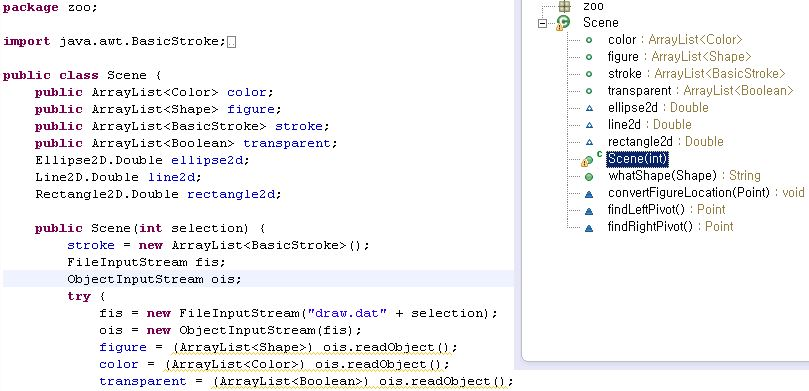 package zoo;
import java.awt.BasicStroke;
public class Scene {
public ArrayList<Color> color;
public ArrayList<Shape> figure;
public ArrayList<BasicStroke> stroke;
public ArrayList<Boolean> transparent;
Ellipse2D.Double ellipse2d;
Line2D.Double line2d;
Rectangle2D.Double rectangle2d;
public Scene(int selection) {
stroke = new ArrayList<BasicStroke>();
FileInputStream fis;
ObjectInputStream ois;
try {
fis = new FileInputStream("draw.dat" + selection);
ois = new ObjectInputStream(fis);
figure = (ArrayList<Shape>) ois.readObject();
color = (ArrayList<Color>) ois.readObject();
transparent = (ArrayList<Boolean>) ois.readObject();
zoo
Scene
color : ArrayList<Color>
figure : ArrayList<Shape>
stroke : ArrayList<BasicStroke>
transparent : ArrayList<Boolean>
ellipse2d : Double
line2d : Double
rectangle2d : Double
Scene(int)
whatShape(Shape) : String
convertFigureLocation(Point) : void
findLeftPivot() : Point
findRightPivot() : Point